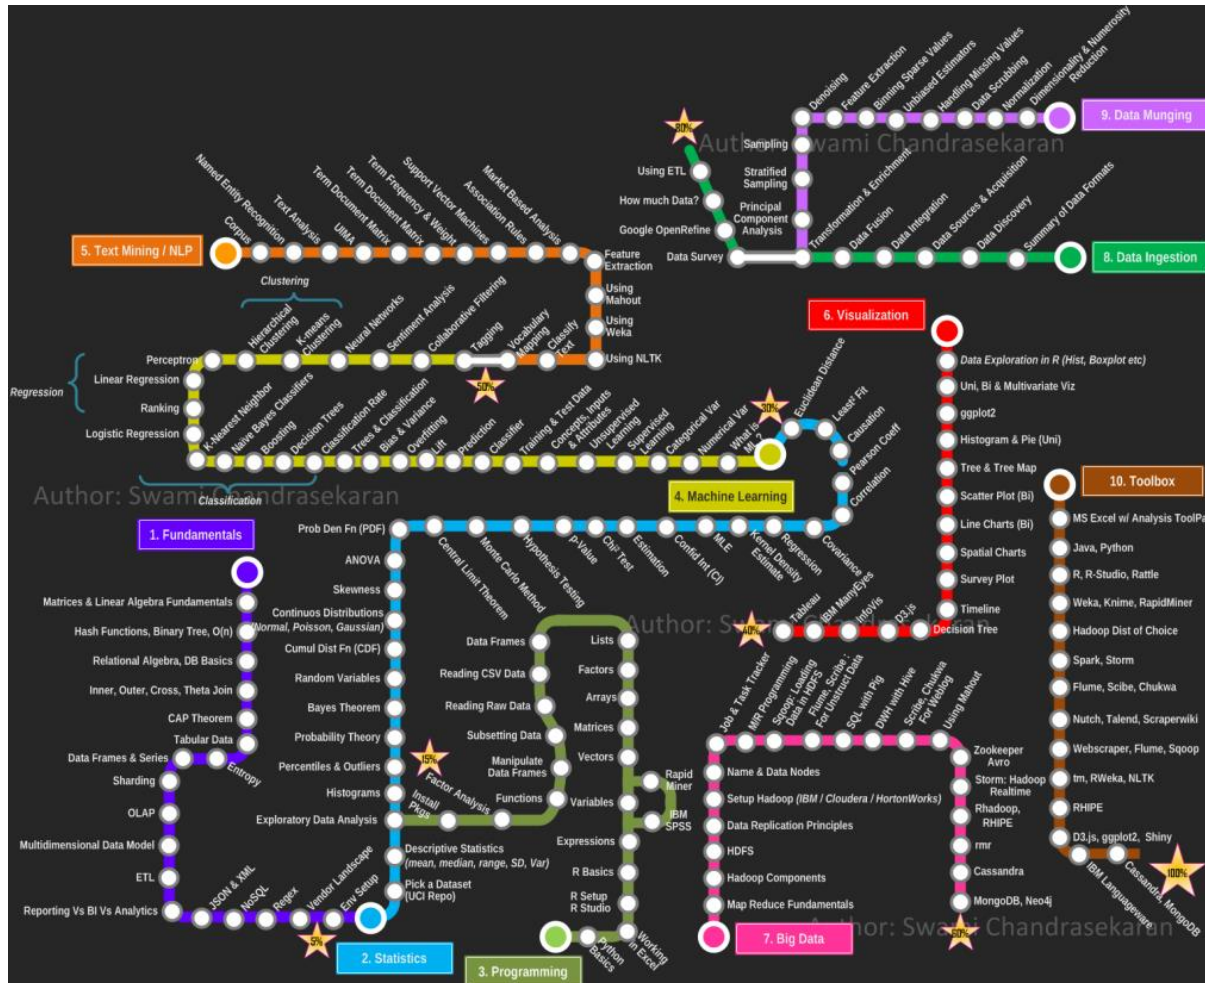 Denoising
Feature Extraction
Binning Sparse Values
Unbiased Estimators
Handling Missing Values
Data Scrubbing
Normalization
Dimensionality & Numerosity
Reduction
9. Data Munging
80%
Author: Swami Chandrasekaran
Sampling
Stratified
Sampling
Principal
Component
Analysis
Using ETL
How much Data?
Google OpenRefine
Data Survey
Transformation & Enrichment
Data Fusion
Data Integration
Data Sources & Acquisition
Data Discovery
Summary of Data Formats
8. Data Ingestion
5. Text Mining / NLP
Corpus
Named Entity Recognition
Text Analysis
UIMA
Term Document Matrix
Term Document Matrix
Term Frequency & Weight
Support Vector Machines
Association Rules
Market Based Analysis
Feature
Extraction
Using
Mahout
Using
Weka
Using NLTK
Classify
Text
Vocabulary
Mapping
Tagging
50%
Collaborative Filtering
Sentiment Analysis
Neural Networks
Clustering
K-means
Clustering
Hierarchical
Clustering
Perceptron
Regression
Linear Regression
Ranking
Logistic Regression
K-Nearest Neighbor
Naive Bayes Classifiers
Boosting
Decision Trees
Classification Rate
Classification
Trees & Classification
Bias & Variance
Overfitting
Lift
Prediction
Classifier
Training & Test Data
Concepts, Inputs
& Attributes
Unsupervised
Learning
Supervised
Learning
Categorical Var
Numerical Var
What is
ML?
30%
4. Machine Learning
Author: Swami Chandrasekaran
Euclidean Distance
Least Fit
Causation
Pearson Coeff
Correlation
Covariance
Regression
Kernel Density
Estimate
MLE
Confid Int (CI)
Estimation
Chi² Test
p-Value
Hypothesis Testing
Monte Carlo Method
Central Limit Theorem
Prob Den Fn (PDF)
ANOVA
Skewness
Continuos Distributions
(Normal, Poisson, Gaussian)
Cumul Dist Fn (CDF)
Random Variables
Bayes Theorem
Probability Theory
Percentiles & Outliers
Histograms
Exploratory Data Analysis
Descriptive Statistics
(mean, median, range, SD, Var)
Pick a Dataset
(UCI Repo)
2. Statistics
1. Fundamentals
Matrices & Linear Algebra Fundamentals
Hash Functions, Binary Tree, O(n)
Relational Algebra, DB Basics
Inner, Outer, Cross, Theta Join
CAP Theorem
Tabular Data
Entropy
Data Frames & Series
Sharding
OLAP
Multidimensional Data Model
ETL
Reporting Vs BI Vs Analytics
JSON & XML
NoSQL
Regex
Vendor Landscape
Env Setup
5%
15%
Install
Pkgs
Factor Analysis
Functions
Manipulate
Data Frames
Subsetting Data
Reading Raw Data
Reading CSV Data
Data Frames
Lists
Factors
Arrays
Matrices
Vectors
Variables
Rapid
Miner
IBM
SPSS
Expressions
R Basics
R Setup
R Studio
Working
in Excel
Python
Basics
3. Programming
6. Visualization
Data Exploration in R (Hist, Boxplot etc)
Uni, Bi & Multivariate Viz
ggplot2
Histogram & Pie (Uni)
Tree & Tree Map
Scatter Plot (Bi)
Line Charts (Bi)
Spatial Charts
Survey Plot
Timeline
Decision Tree
D3.js
InfoVis
IBM ManyEyes
Tableau
40%
Author: Swami Chandrasekaran
Job & Task Tracker
M/R Programming
Sqoop: Loading
Data in HDFS
Flume, Scribe :
For Unstruct Data
SQL with Pig
DWH with Hive
Scribe, Chukwa
For Weblog
Using Mahout
Zookeeper
Avro
Storm: Hadoop
Realtime
Rhadoop,
RHIPE
rmr
Cassandra
MongoDB, Neo4j
60%
Name & Data Nodes
Setup Hadoop (IBM / Cloudera / HortonWorks)
Data Replication Principles
HDFS
Hadoop Components
Map Reduce Fundamentals
7. Big Data
Author: Swami Chandrasekaran
10. Toolbox
MS Excel w/ Analysis ToolPa
Java, Python
R, R-Studio, Rattle
Weka, Knime, RapidMiner
Hadoop Dist of Choice
Spark, Storm
Flume, Scibe, Chukwa
Nutch, Talend, Scraperwiki
Webscraper, Flume, Sqoop
tm, RWeka, NLTK
RHIPE
D3.js, ggplot2, Shiny
IBM Languageware
Cassandra, MongoDB
100%